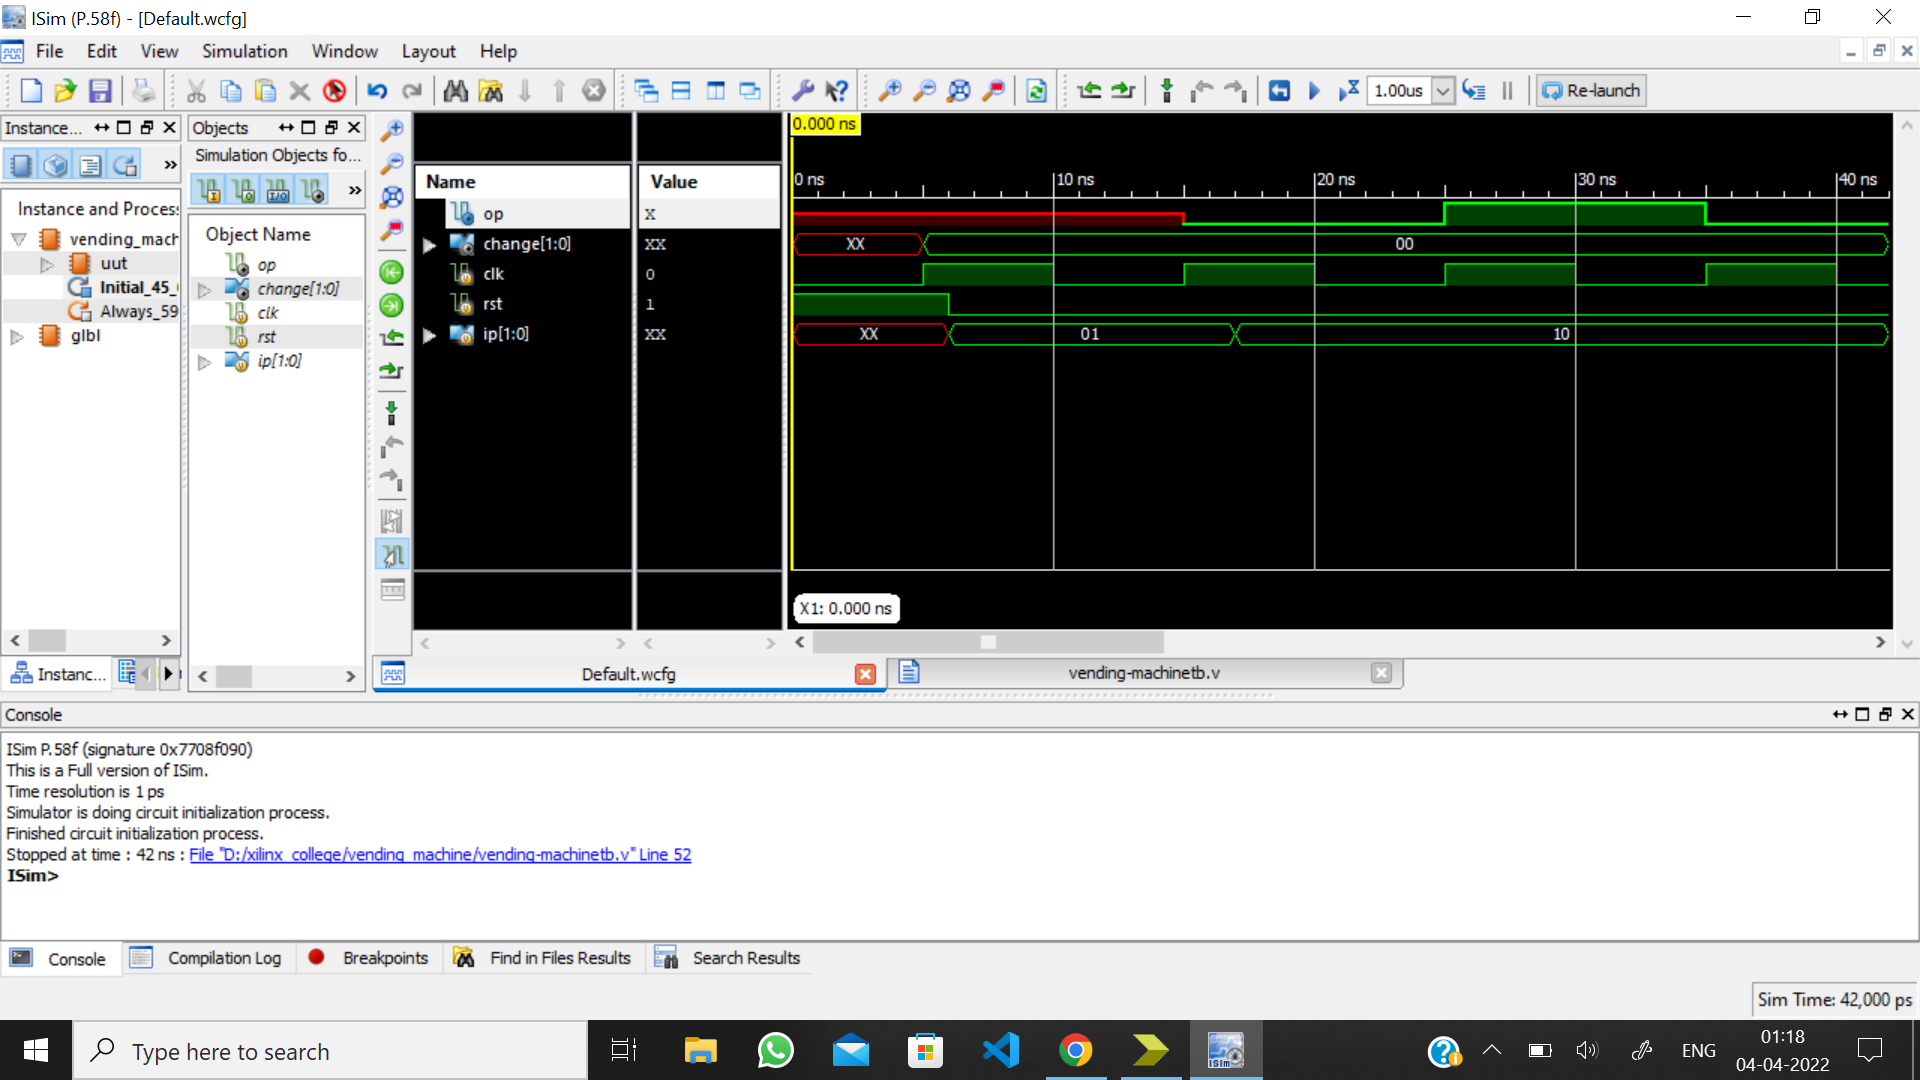 ISim (P.58f) - [Default.wcfg]
File Edit View Simulation Window Layout Help
1.00us Re-launch
Instance... Objects
Simulation Objects fo...
Instance and Process
Object Name
vending_mach
uut
Initial_45_
Always_59
glbl
op
change[1:0]
clk
rst
ip[1:0]
Name Value
op X
change[1:0] XX
clk 0
rst 1
ip[1:0] XX
0.000 ns
0 ns 10 ns 20 ns 30 ns 40 ns
XX 00
XX 01 10
X1: 0.000 ns
Instanc...
Default.wcfg vending-machinetb.v
Console
ISim P.58f (signature 0x7708f090)
This is a Full version of ISim.
Time resolution is 1 ps
Simulator is doing circuit initialization process.
Finished circuit initialization process.
Stopped at time : 42 ns : File "D:/xilinx_college/vending_machine/vending-machinetb.v" Line 52
ISim>
Console Compilation Log Breakpoints Find in Files Results Search Results
Sim Time: 42,000 ps
Type here to search
ISim
ENG
01:18
04-04-2022